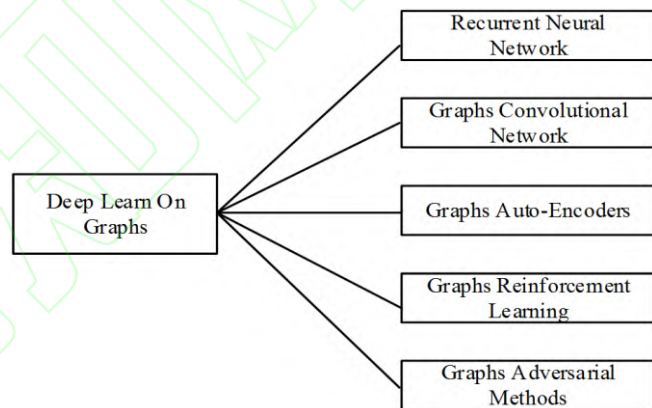 Recurrent Neural
Network
Graphs Convolutional
Network
Deep Learn On
Graphs
Graphs Auto-Encoders
Graphs Reinforcement
Learning
Graphs Adversarial
Methods